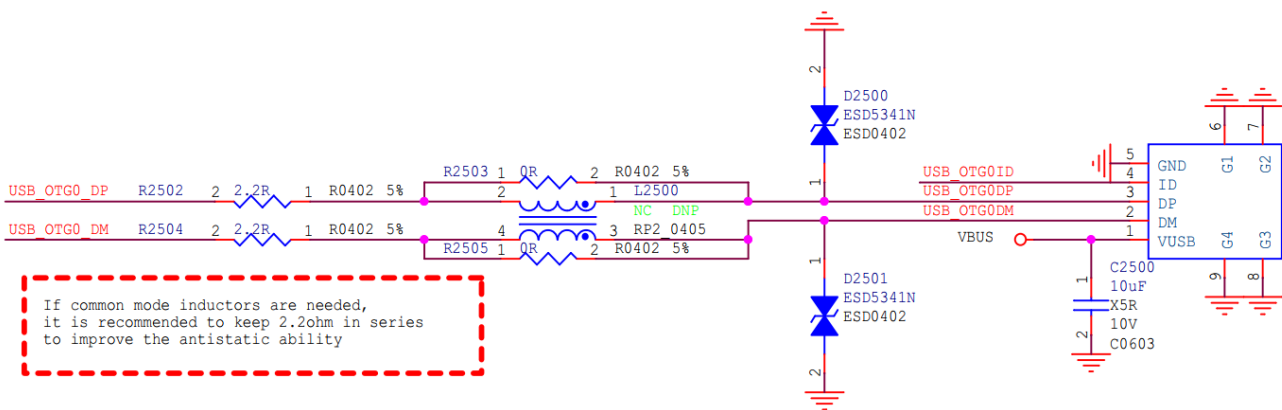 2
D2500
ESD5341N
ESD0402
1
6
7
G1
G2
5
GND
USB_OTG0ID
4
ID
R2503 1 0R 2 R0402 5%
USB_OTG0_DP R2502 2 2.2R 1 R0402 5%
2
L2500
1
USB_OTG0DP
3
DP
NC DNP
USB_OTG0DM
2
DM
USB_OTG0_DM R2504 2 2.2R 1 R0402 5%
4
3 RP2_0405
VBUS
1
VUSB
G4
G3
R2505 1 0R 2 R0402 5%
9
8
1
D2501
ESD5341N
ESD0402
2
1
C2500
10uF
X5R
10V
C0603
2
If common mode inductors are needed,
it is recommended to keep 2.2ohm in series
to improve the antistatic ability